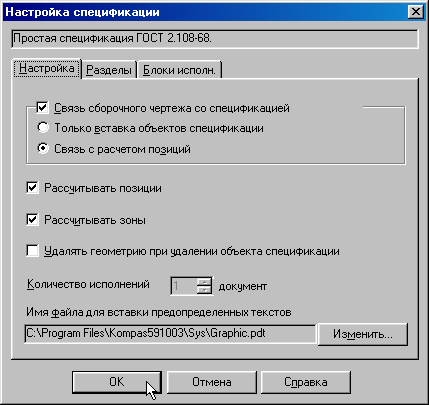 Настройка спецификации
Простая спецификация ГОСТ 2.108-68.
Настройка Разделы Блоки исполн.
Связь сборочного чертежа со спецификацией
Только вставка объектов спецификации
Связь с расчетом позиций
Рассчитывать позиции
Рассчитывать зоны
Удалять геометрию при удалении объекта спецификации
Количество исполнений 1 документ
Имя файла для вставки предопределенных текстов
C:\Program Files\Kompas591003\Sys\Graphic.pdt Изменить...
OK Отмена Справка